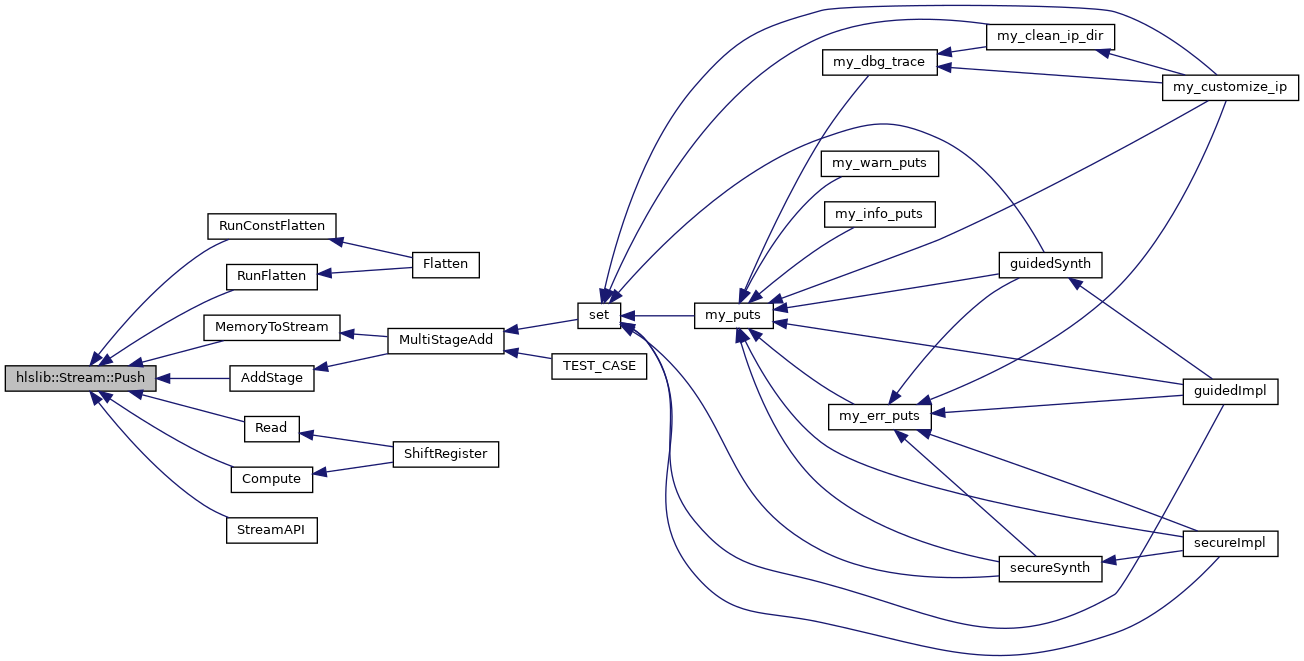 hlslib::Stream::Push
RunConstFlatten
RunFlatten
MemoryToStream
AddStage
Read
Compute
StreamAPI
Flatten
MultiStageAdd
ShiftRegister
set
TEST_CASE
my_puts
my_dbg_trace
my_warn_puts
my_info_puts
my_err_puts
my_clean_ip_dir
guidedSynth
secureSynth
my_customize_ip
guidedImpl
secureImpl